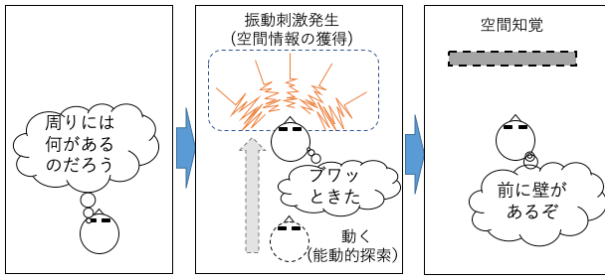 周りには
何がある
のだろう
振動刺激発生
(空間情報の獲得)
ブワッ
ときた
動く
(能動的探索)
空間知覚
前に壁が
あるぞ